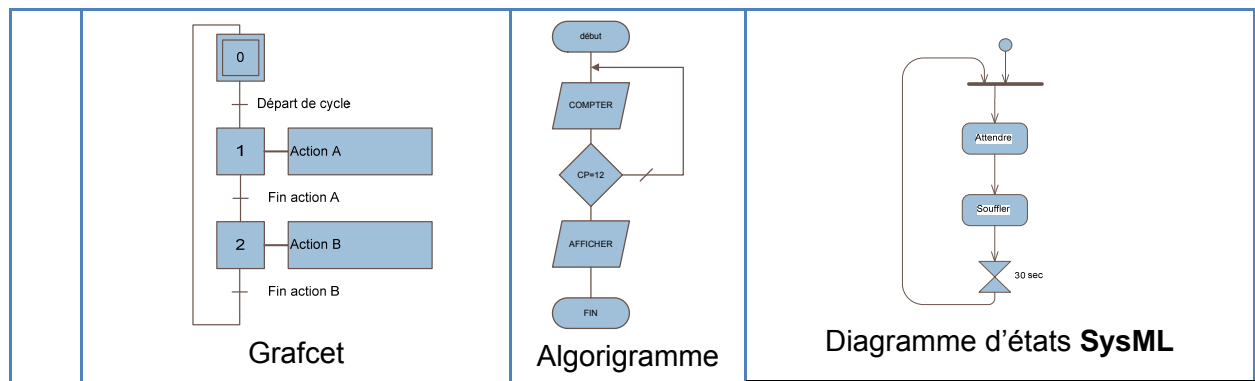 0
Départ de cycle
1
Action A
Fin action A
2
Action B
Fin action B
Grafcet
début
COMPTER
CP=12
AFFICHER
FIN
Algorigramme
Attendre
Souffler
30 sec
Diagramme d'états SysML